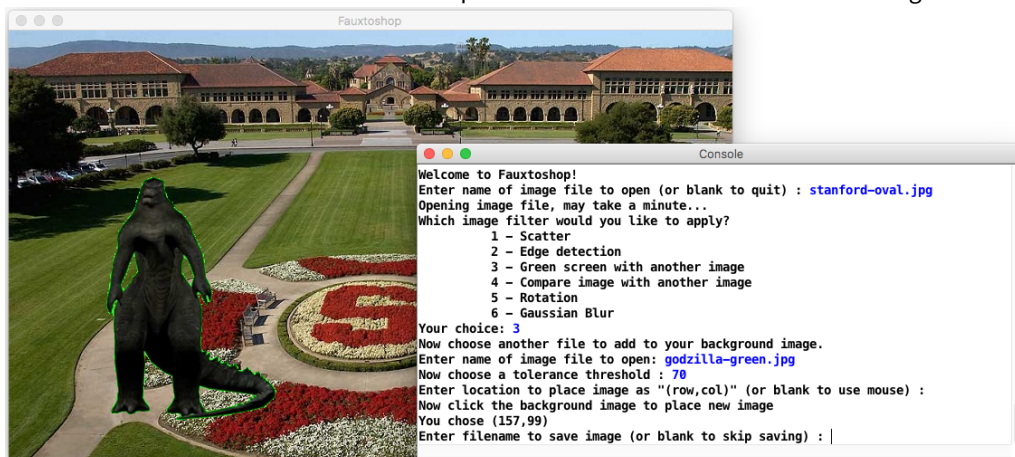 Fauxtoshop
Console
Welcome to Fauxtoshop!
Enter name of image file to open (or blank to quit) : stanford-oval.jpg
Opening image file, may take a minute...
Which image filter would you like to apply?
1 – Scatter
2 – Edge detection
3 – Green screen with another image
4 – Compare image with another image
5 – Rotation
6 – Gaussian Blur
Your choice: 3
Now choose another file to add to your background image.
Enter name of image file to open: godzilla-green.jpg
Now choose a tolerance threshold : 70
Enter location to place image as "(row,col)" (or blank to use mouse) :
Now click the background image to place new image
You chose (157,99)
Enter filename to save image (or blank to skip saving) :